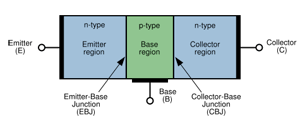 n-type
p-type
n-type
Emitter
(E)
Emitter
region
Base
region
Collector
region
Collector
(C)
Emitter-Base
Junction
(EBJ)
Base
(B)
Collector-Base
Junction
(CBJ)